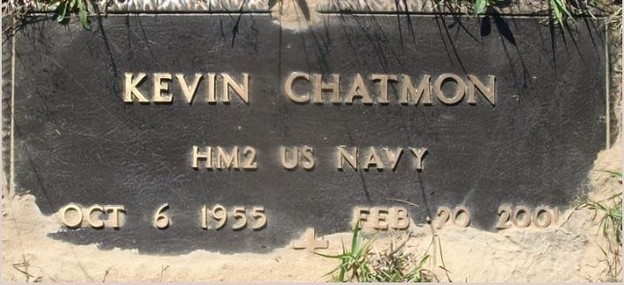 KEVIN CHATMON
HM2 US NAVY
OCT 6 1955 FEB 20 2001